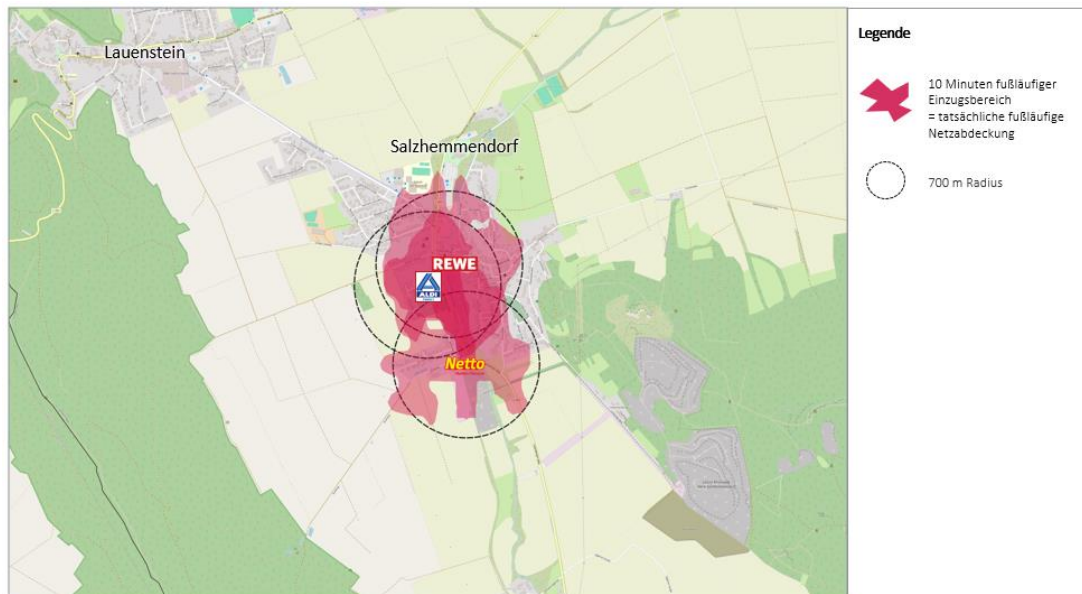 Lauenstein
Salzhemmendorf
REWE
ALDI
Netto
Legende
10 Minuten fußläufiger
Einzugsbereich
= tatsächliche fußläufige
Netzabdeckung
700 m Radius